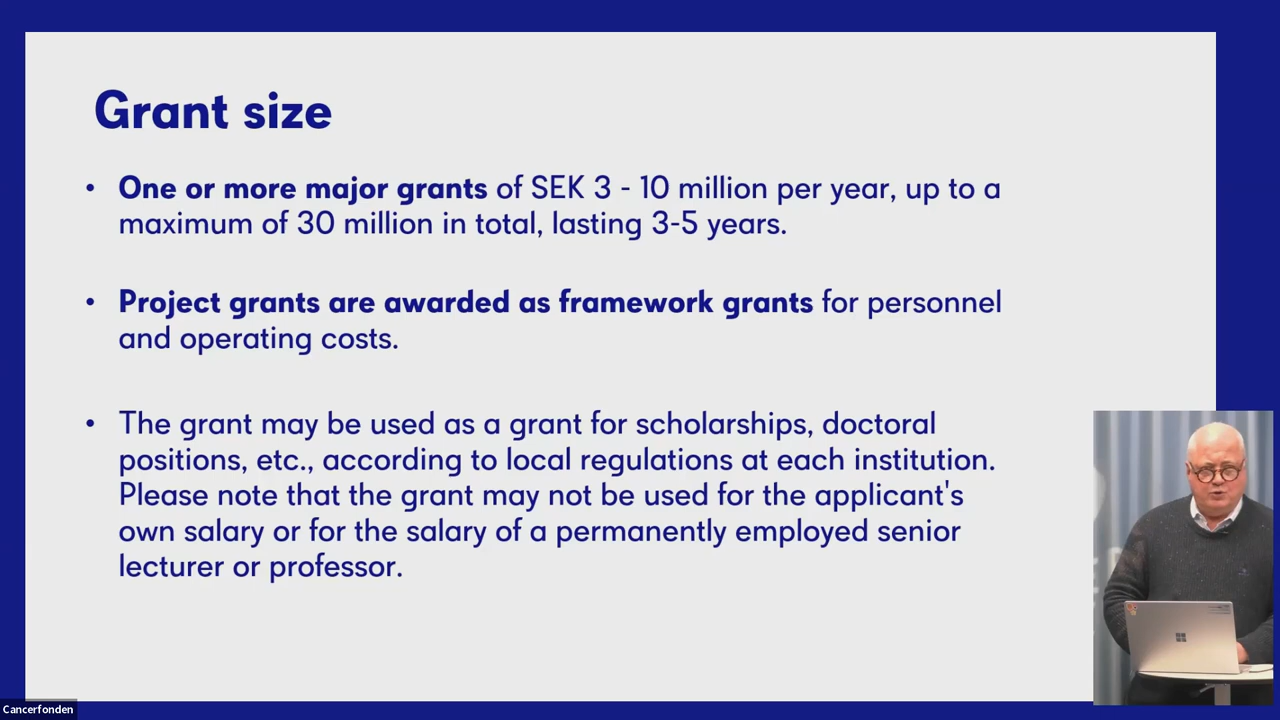 Grant size
• One or more major grants of SEK 3 - 10 million per year, up to a
maximum of 30 million in total, lasting 3-5 years.
• Project grants are awarded as framework grants for personnel
and operating costs.
• The grant may be used as a grant for scholarships, doctoral
positions, etc., according to local regulations at each institution.
Please note that the grant may not be used for the applicant's
own salary or for the salary of a permanently employed senior
lecturer or professor.
Cancerfonden